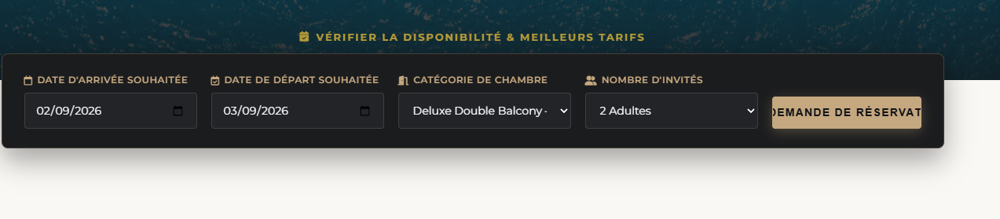 VÉRIFIER LA DISPONIBILITÉ & MEILLEURS TARIFS
DATE D'ARRIVÉE SOUHAITÉE
DATE DE DÉPART SOUHAITÉE
CATÉGORIE DE CHAMBRE
NOMBRE D'INVITÉS
02/09/2026
03/09/2026
Deluxe Double Balcony -
2 Adultes
DEMANDE DE RÉSERVAT